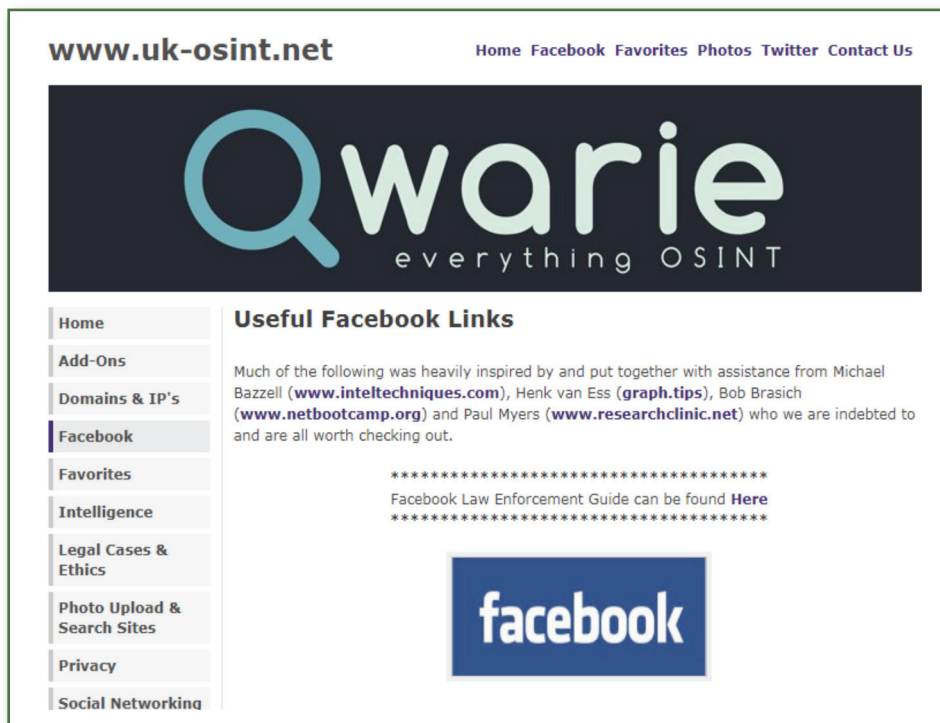 www.uk-osint.net
Home Facebook Favorites Photos Twitter Contact Us
Qwarie
everything OSINT
Home
Add-Ons
Domains & IP's
Facebook
Favorites
Intelligence
Legal Cases &
Ethics
Photo Upload &
Search Sites
Privacy
Social Networking
Useful Facebook Links
Much of the following was heavily inspired by and put together with assistance from Michael
Bazzell (www.inteltechniques.com), Henk van Ess (graph.tips), Bob Brasich
(www.netbootcamp.org) and Paul Myers (www.researchclinic.net) who we are indebted to
and are all worth checking out.
**************************************
Facebook Law Enforcement Guide can be found Here
**************************************
facebook